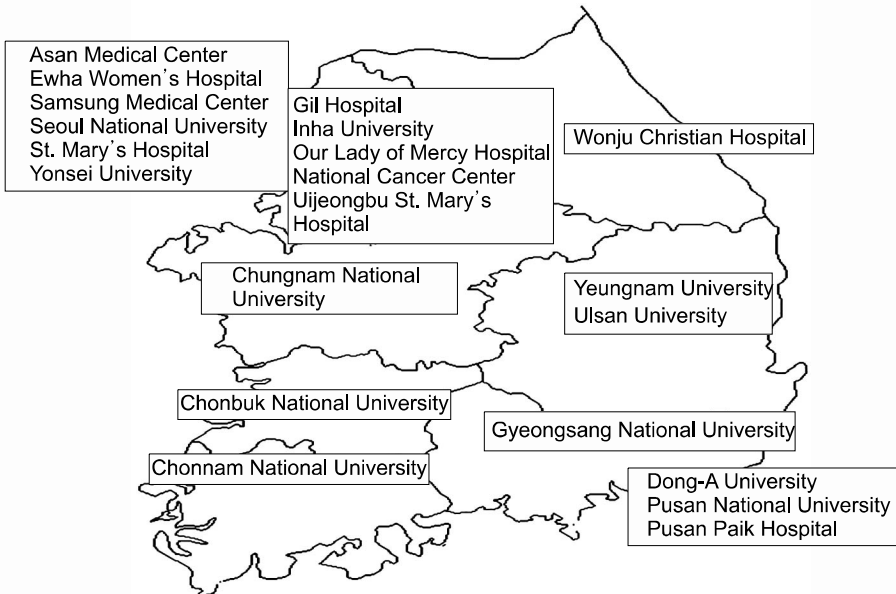 Asan Medical Center
Ewha Women's Hospital
Samsung Medical Center
Seoul National University
St. Mary's Hospital
Yonsei University
Gil Hospital
Inha University
Our Lady of Mercy Hospital
National Cancer Center
Uijeongbu St. Mary's
Hospital
Wonju Christian Hospital
Chungnam National
University
Yeungnam University
Ulsan University
Chonbuk National University
Gyeongsang National University
Chonnam National University
Dong-A University
Pusan National University
Pusan Paik Hospital